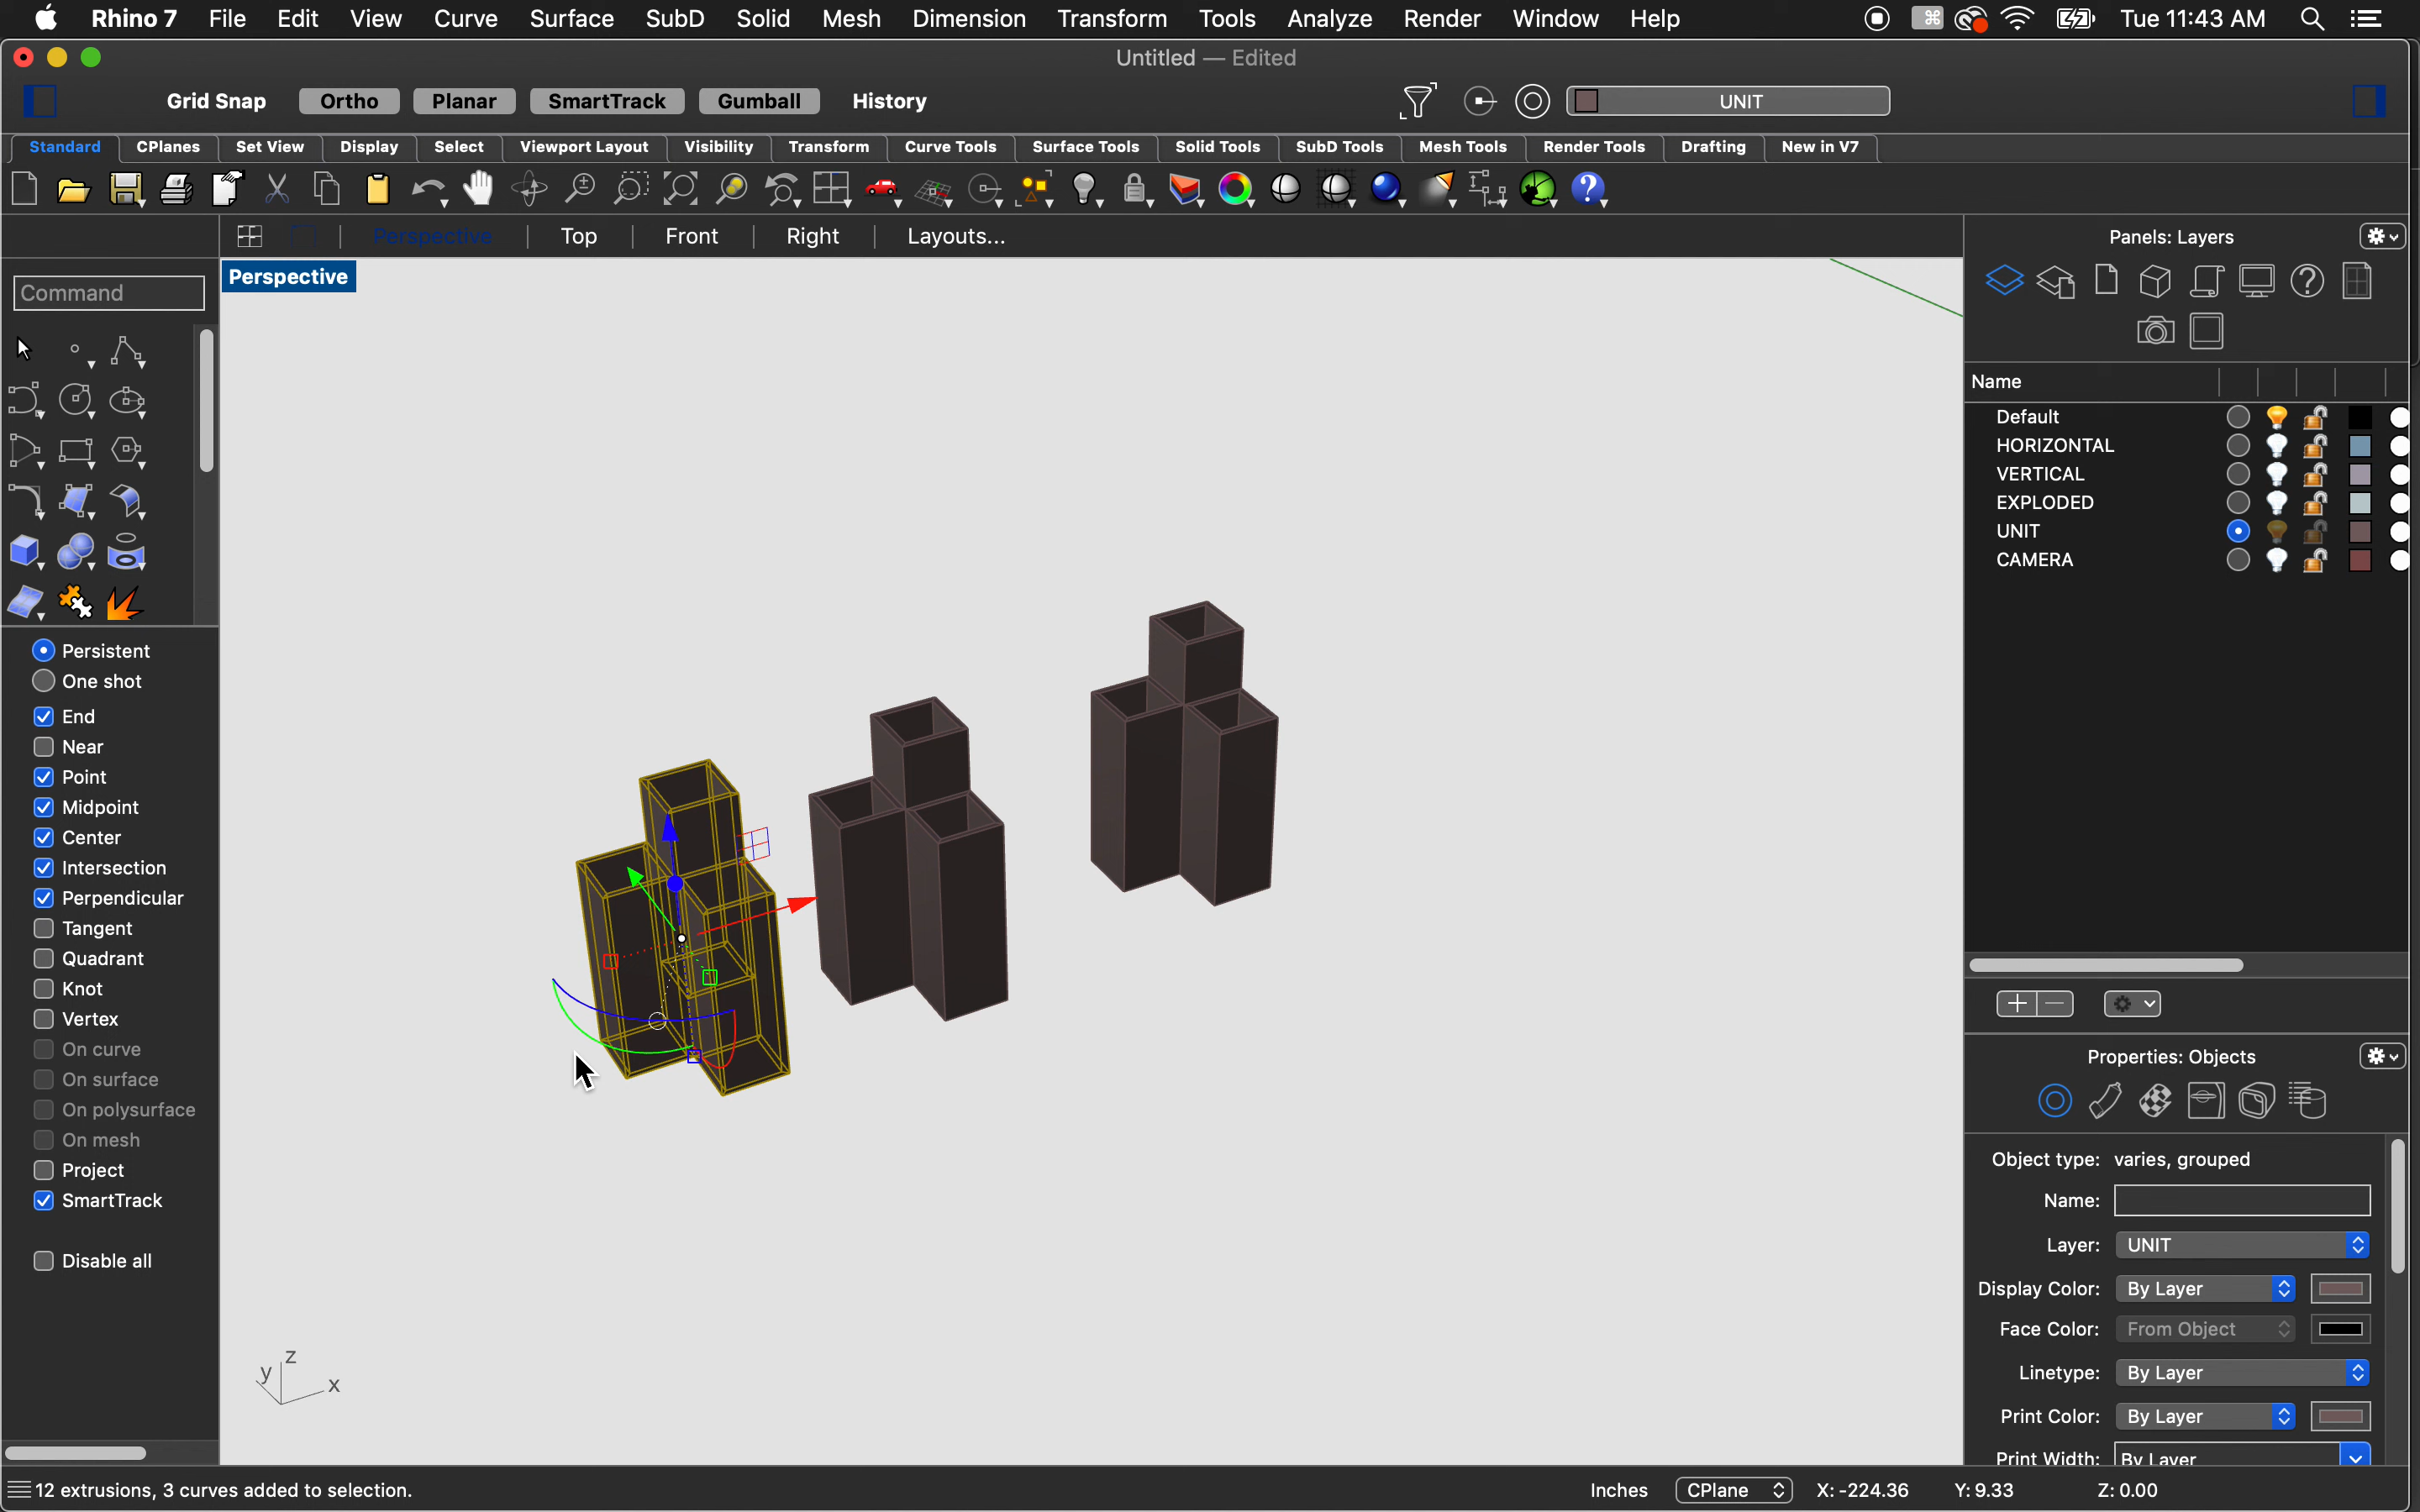 Rhino 7 File Edit View Curve Surface SubD Solid Mesh Dimension Transform Tools Analyze Render Window Help Tue 11:43 AM
Untitled — Edited
Grid Snap Ortho Planar SmartTrack Gumball History UNIT
Standard CPlanes Set View Display Select Viewport Layout Visibility Transform Curve Tools Surface Tools Solid Tools SubD Tools Mesh Tools Render Tools Drafting New in V7
Perspective Top Front Right Layouts...
Panels: Layers
Perspective
Command
Name
Default
HORIZONTAL
VERTICAL
EXPLODED
UNIT
CAMERA
Persistent
One shot
End
Near
Point
Midpoint
Center
Intersection
Perpendicular
Tangent
Quadrant
Knot
Vertex
On curve
On surface
On polysurface
On mesh
Project
SmartTrack
Disable all
z
y
x
Properties: Objects
Object type: varies, grouped
Name:
Layer: UNIT
Display Color: By Layer
Face Color: From Object
Linetype: By Layer
Print Color: By Layer
Print Width: By Layer
12 extrusions, 3 curves added to selection.
Inches CPlane X: -224.36 Y: 9.33 Z: 0.00